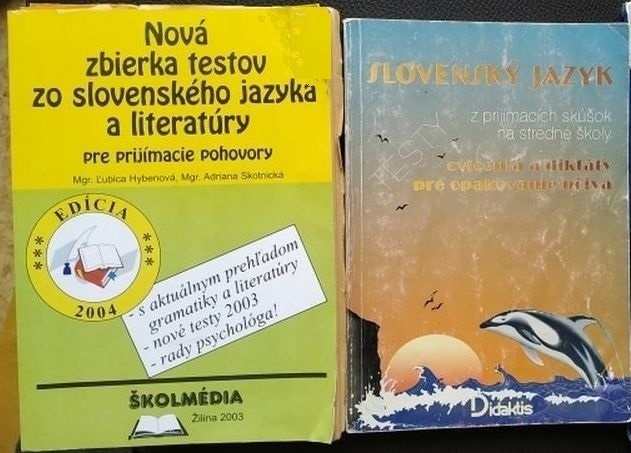 Nová
zbierka testov
zo slovenského jazyka
a literatúry
pre prijímacie pohovory
Mgr. Ľubica Hybenová, Mgr. Adriana Skotnická
EDÍCIA
2004
- s aktuálnym prehľadom
gramatiky a literatúry
- nové testy 2003
- rady psychológa!
ŠKOLMÉDIA
Žilina 2003
SLOVENSKÝ JAZYK
TESTY
z prijímacích skúšok
na stredné školy
cvičenia a diktáty
pre opakovanie učiva
Didaktis